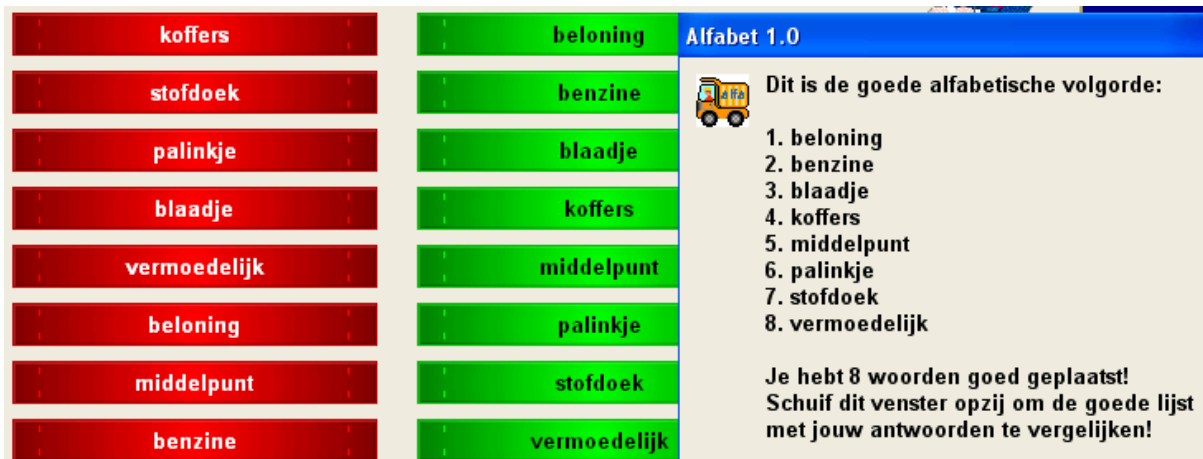 koffers
stofdoek
palinkje
blaadje
vermoedelijk
beloning
middelpunt
benzine
beloning
benzine
blaadje
koffers
middelpunt
palinkje
stofdoek
vermoedelijk
Alfabet 1.0
alfa
Dit is de goede alfabetische volgorde:
1. beloning
2. benzine
3. blaadje
4. koffers
5. middelpunt
6. palinkje
7. stofdoek
8. vermoedelijk
Je hebt 8 woorden goed geplaatst!
Schuif dit venster opzij om de goede lijst
met jouw antwoorden te vergelijken!